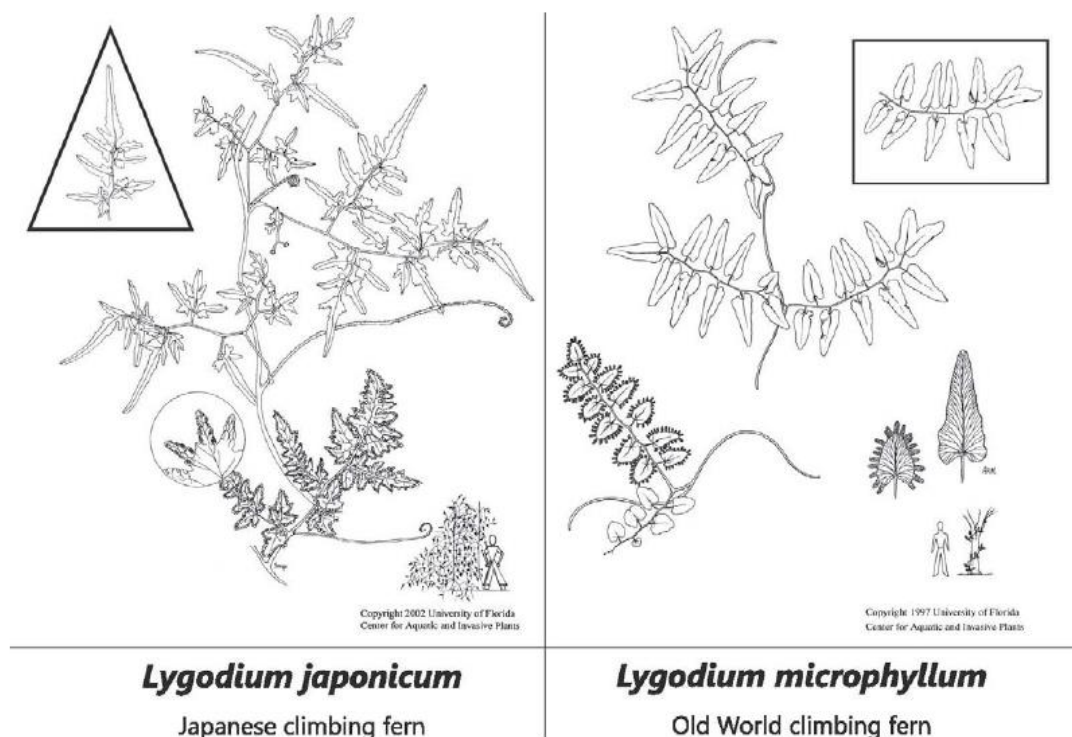 Copyright 2002 University of Florida
Center for Aquatic and Invasive Plants
Copyright 1997 University of Florida
Center for Aquatic and Invasive Plants
Lygodium japonicum
Japanese climbing fern
Lygodium microphyllum
Old World climbing fern